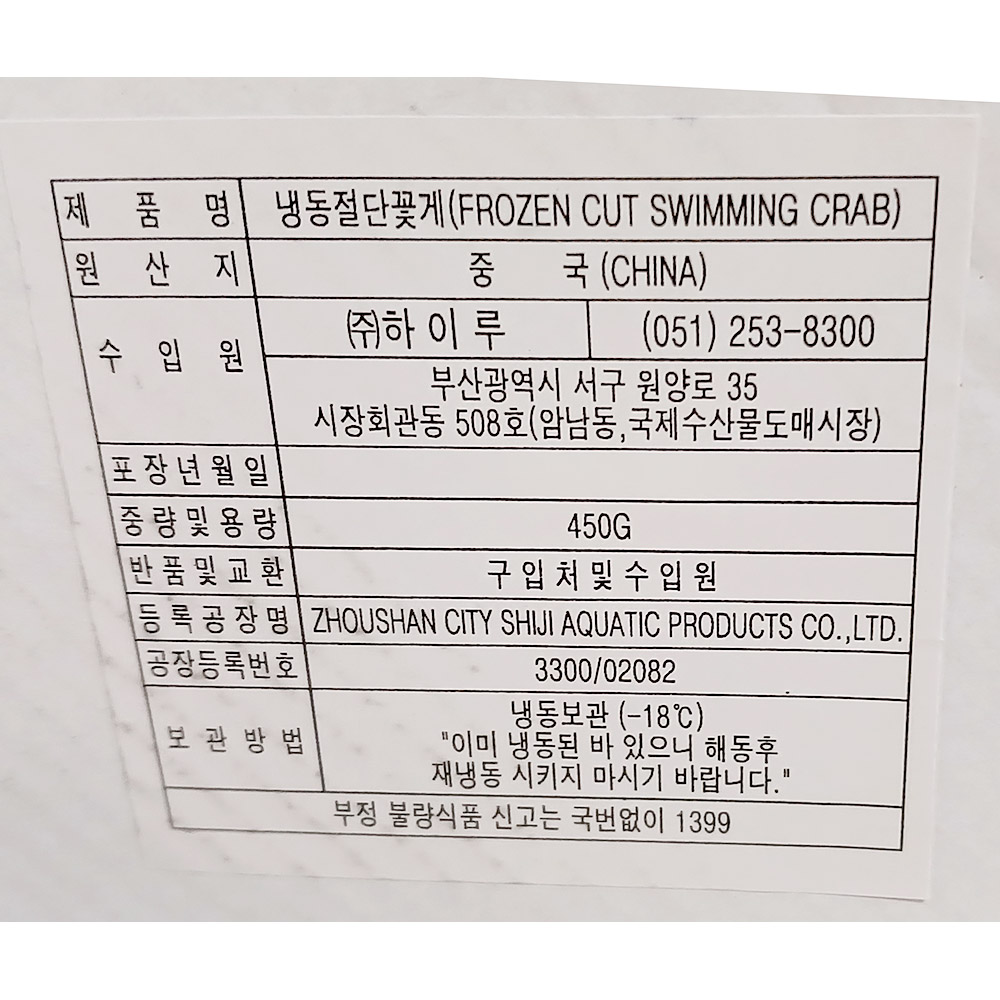 제 품 명 냉동절단꽃게(FROZEN CUT SWIMMING CRAB)
원 산 지 중 국 (CHINA)
수 입 원 ㈜하 이 루 (051) 253-8300
부산광역시 서구 원양로 35
시장회관동 508호(암남동,국제수산물도매시장)
포 장 년 월 일
중 량 및 용 량 450G
반 품 및 교 환 구 입 처 및 수 입 원
등 록 공 장 명 ZHOUSHAN CITY SHIJI AQUATIC PRODUCTS CO.,LTD.
공장등록번호 3300/02082
보 관 방 법 냉동보관 (-18℃)
"이미 냉동된 바 있으니 해동후
재냉동 시키지 마시기 바랍니다."
부정 불량식품 신고는 국번없이 1399